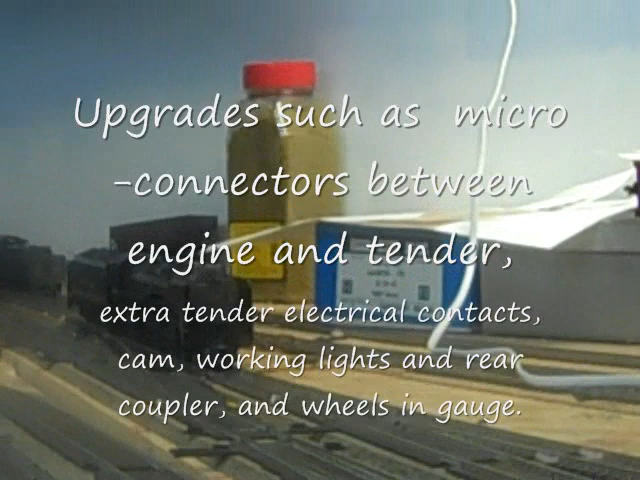 Upgrades such as  micro
-connectors between
engine and tender,
extra tender electrical contacts,
cam, working lights and rear
coupler, and wheels in gauge.